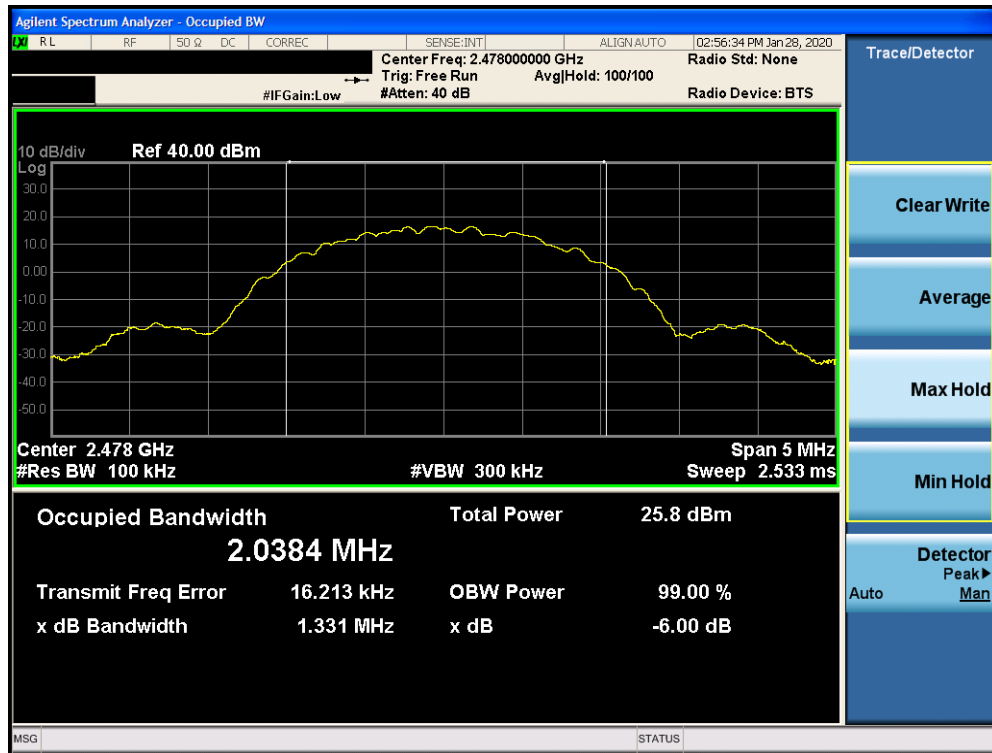 Agilent Spectrum Analyzer - Occupied BW
LXI RL RF 50 Ω DC CORREC SENSE:INT ALIGN AUTO 02:56:34 PM Jan 28, 2020
Center Freq: 2.478000000 GHz Radio Std: None
Trig: Free Run Avg|Hold: 100/100
#IFGain:Low #Atten: 40 dB Radio Device: BTS
Trace/Detector
10 dB/div Ref 40.00 dBm
Log
30.0
20.0
10.0
0.00
-10.0
-20.0
-30.0
-40.0
-50.0
Center 2.478 GHz Span 5 MHz
#Res BW 100 kHz #VBW 300 kHz Sweep 2.533 ms
Occupied Bandwidth Total Power 25.8 dBm
2.0384 MHz
Transmit Freq Error 16.213 kHz OBW Power 99.00 %
x dB Bandwidth 1.331 MHz x dB -6.00 dB
Clear Write
Average
Max Hold
Min Hold
Detector
Peak▶
Auto Man
MSG STATUS